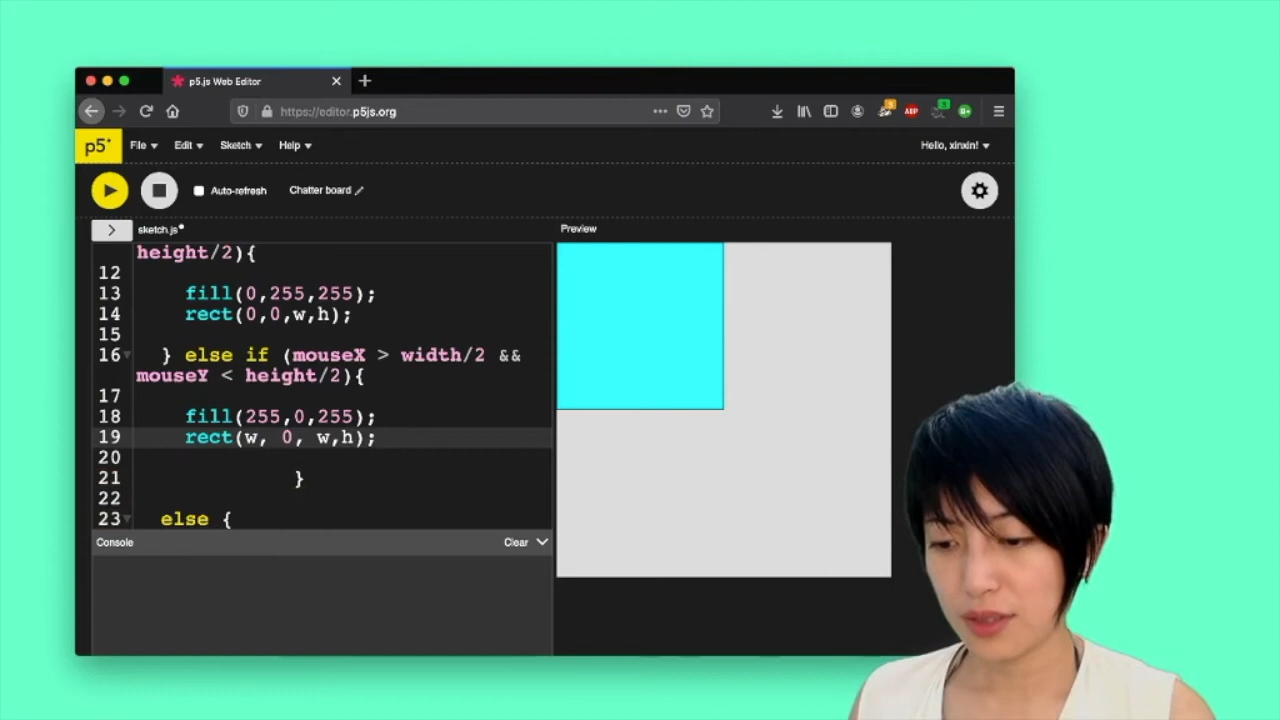 p5.js Web Editor
https://editor.p5js.org
p5* File Edit Sketch Help Hello, xinxin!
Auto-refresh Chatter board
sketch.js
Preview
height/2){
12
13 fill(0,255,255);
14 rect(0,0,w,h);
15
16 } else if (mouseX > width/2 &&
mouseY < height/2){
17
18 fill(255,0,255);
19 rect(w, 0, w,h);
20
21 }
22
23 else {
Console Clear
ABP